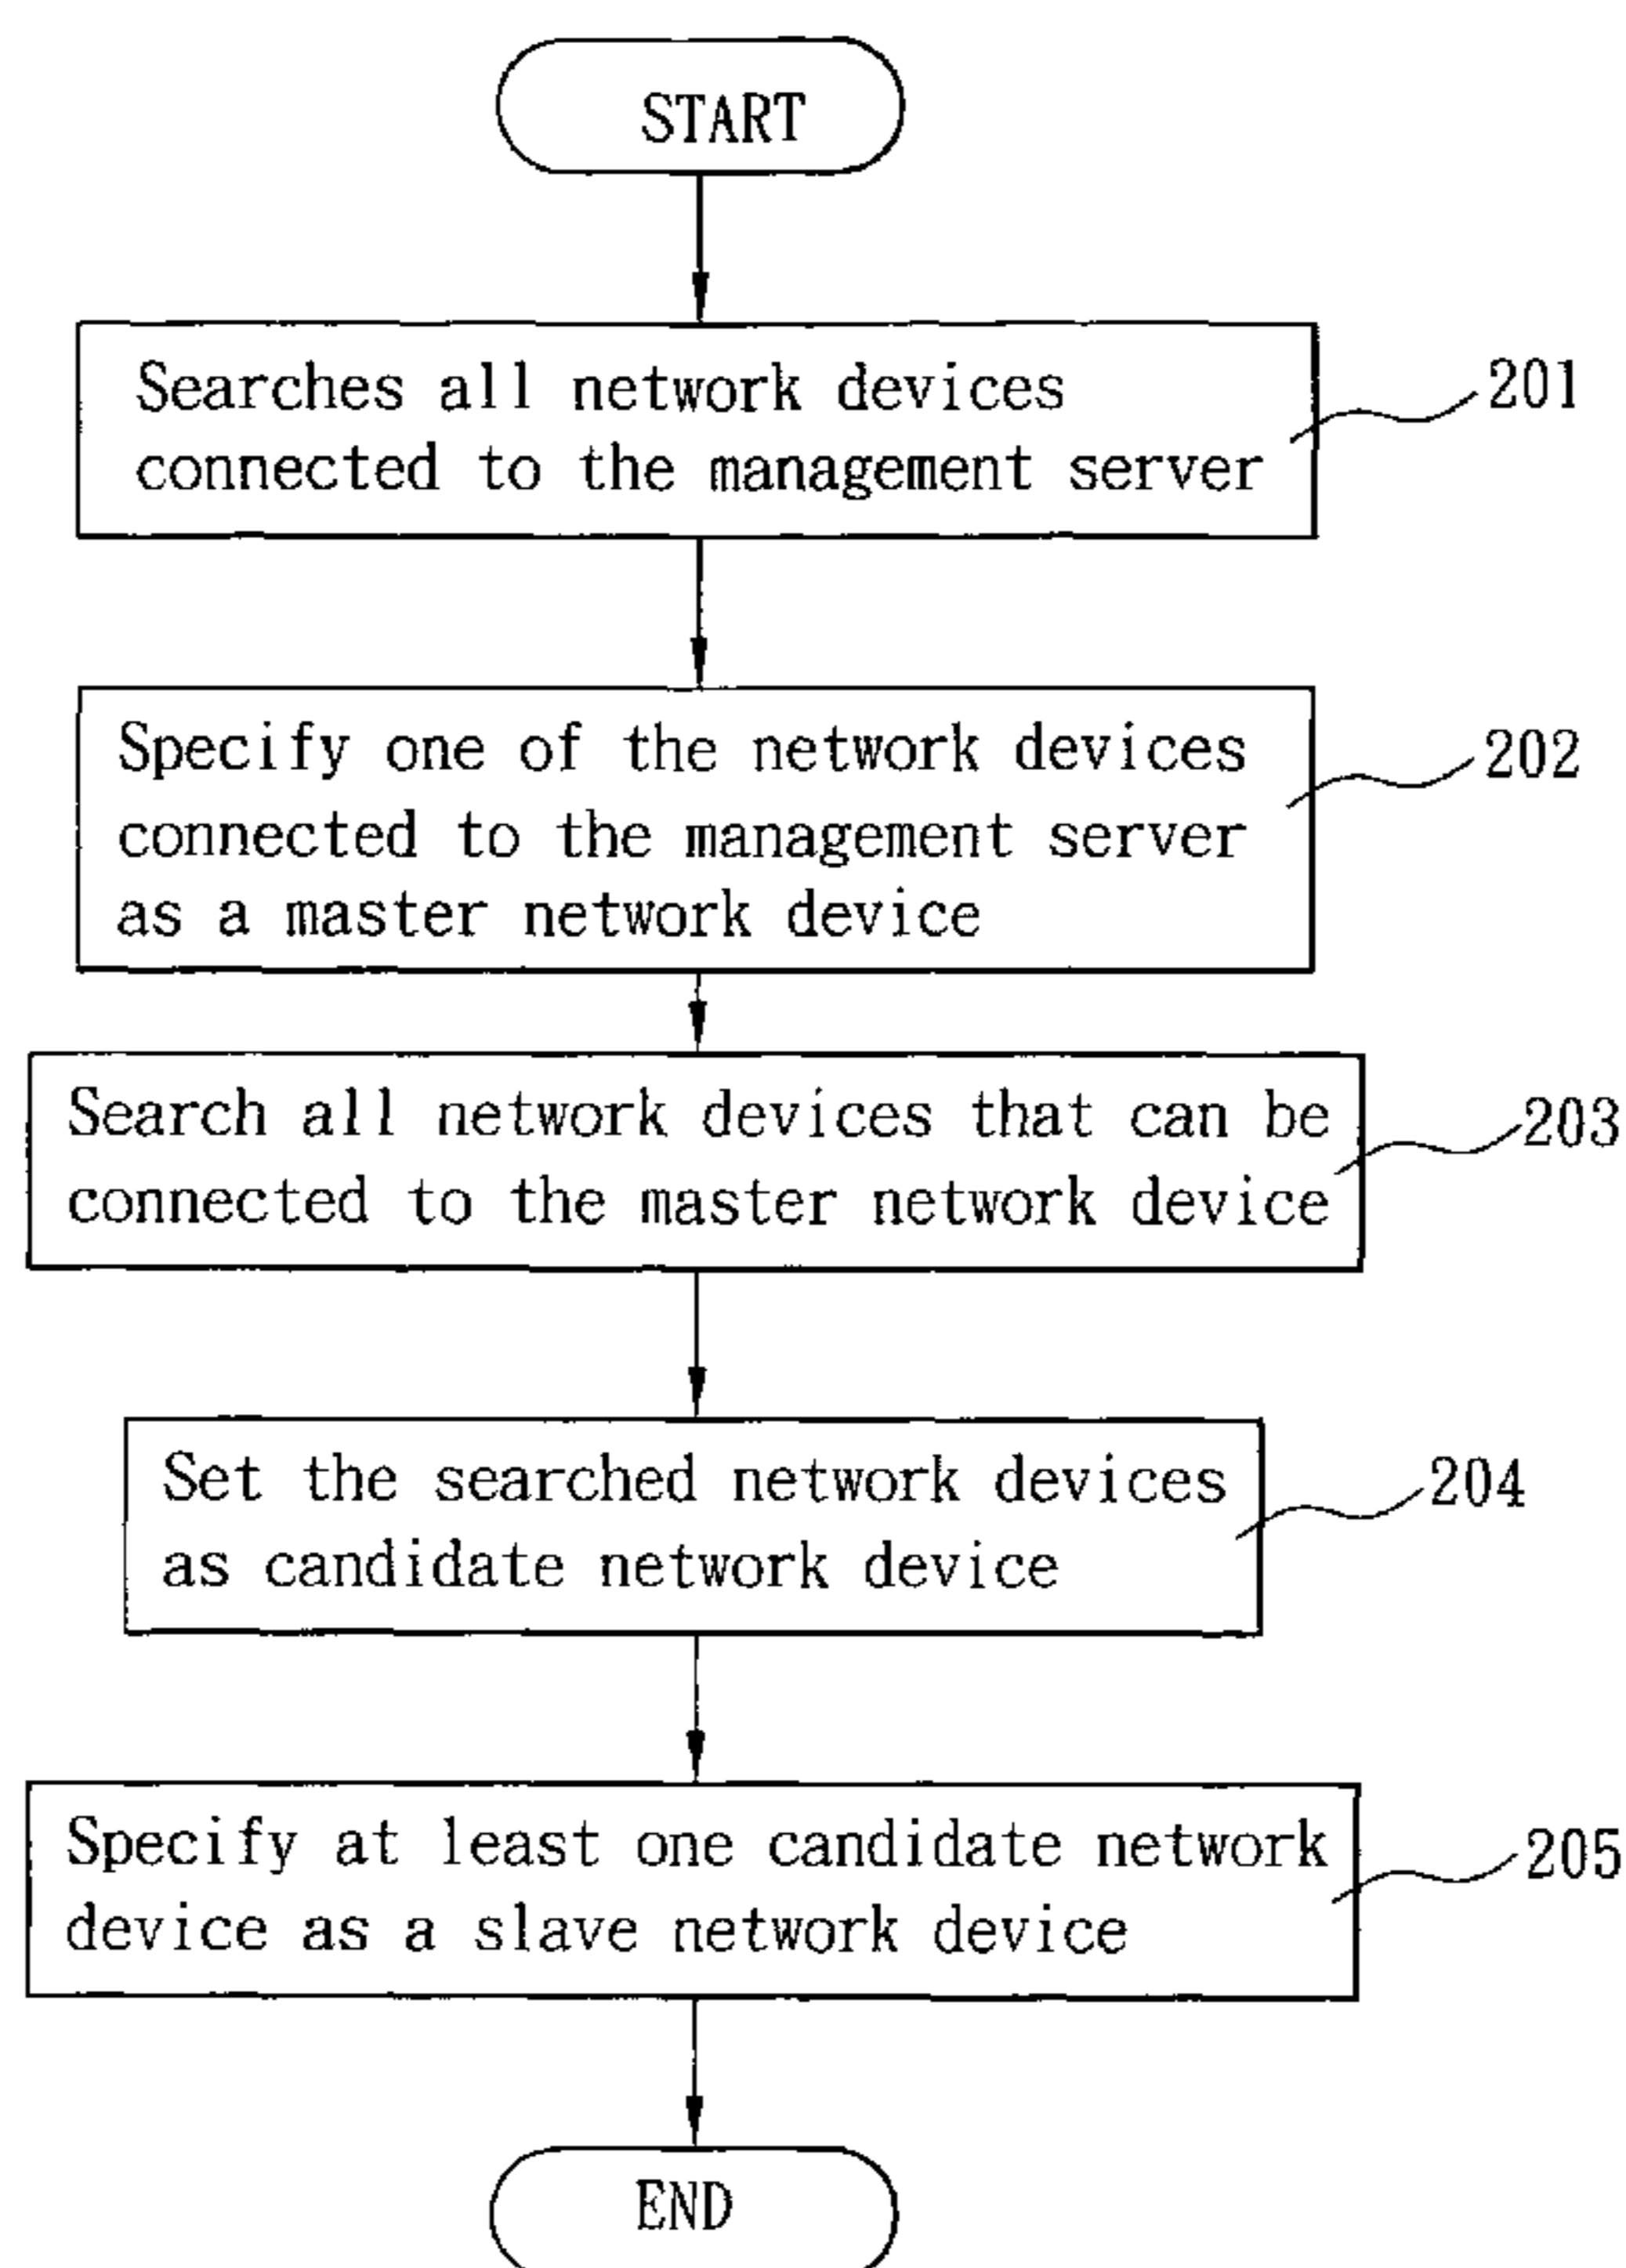 START
Searches all network devices
connected to the management server
201
Specify one of the network devices
connected to the management server
as a master network device
202
Search all network devices that can be
connected to the master network device
203
Set the searched network devices
as candidate network device
204
Specify at least one candidate network
device as a slave network device
205
END